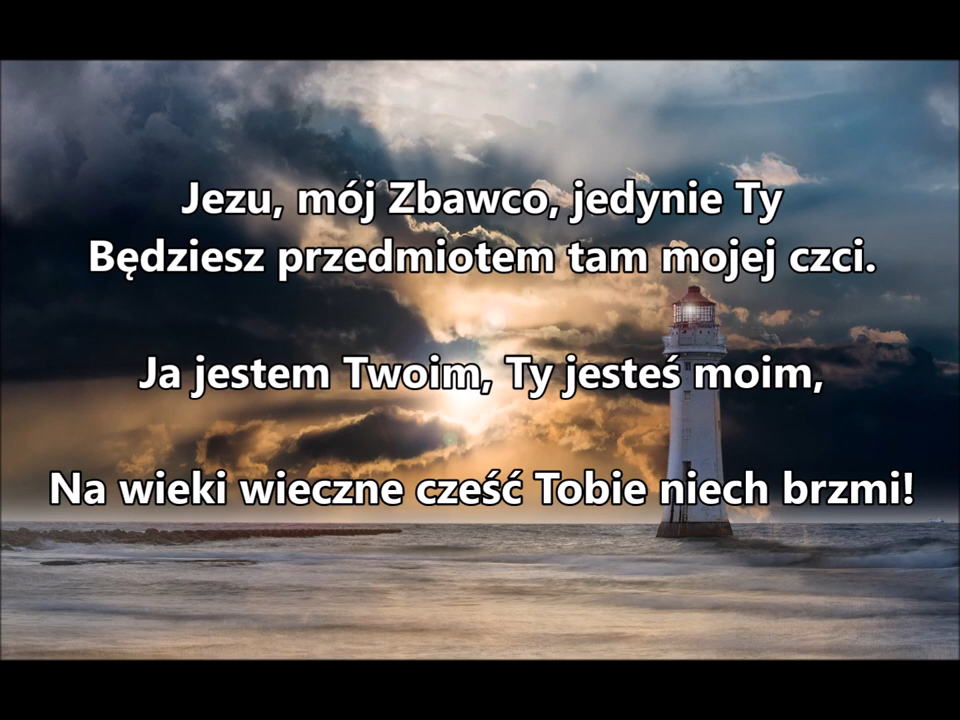 Jezu, mój Zbawco, jedynie Ty
Będziesz przedmiotem tam mojej czci.
Ja jestem Twoim, Ty jesteś moim,
Na wieki wieczne cześć Tobie niech brzmi!